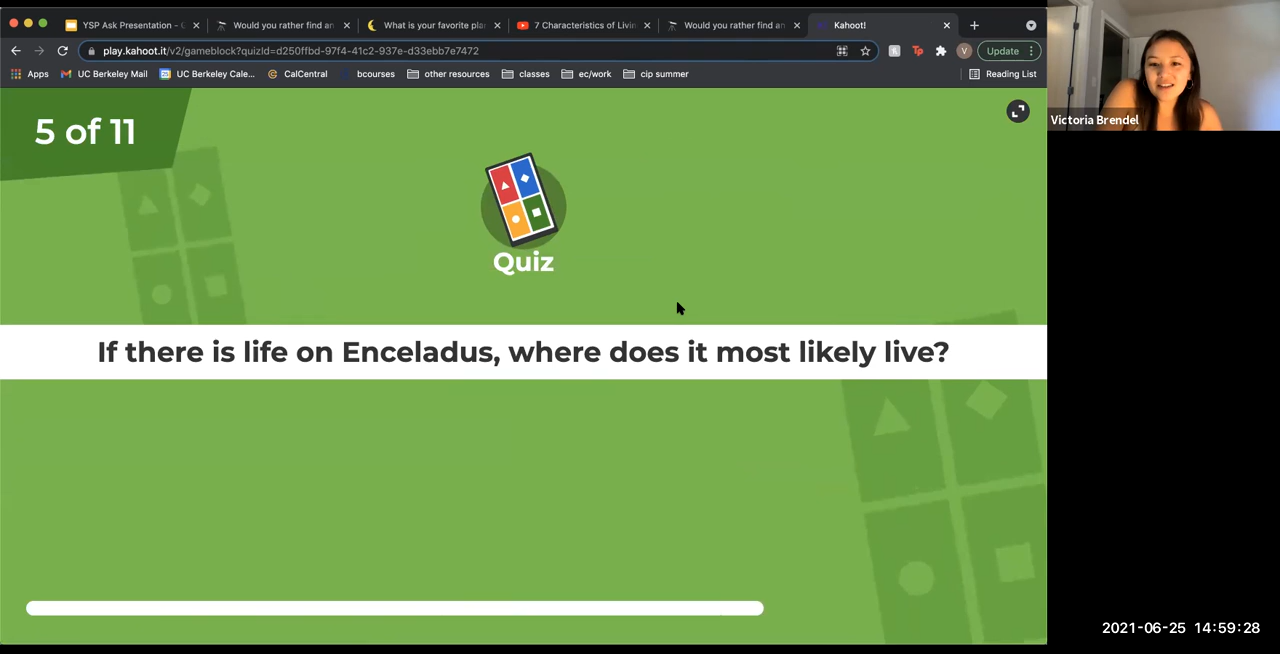 YSP Ask Presentation - 
Would you rather find an
What is your favorite pla
7 Characteristics of Livin
Would you rather find an
Kahoot!
play.kahoot.it/v2/gameblock?quizId=d250ffbd-97f4-41c2-937e-d33ebb7e7472
V
Update
Apps
UC Berkeley Mail
UC Berkeley Cale...
CalCentral
bcourses
other resources
classes
ec/work
cip summer
Reading List
5 of 11
Quiz
If there is life on Enceladus, where does it most likely live?
Victoria Brendel
2021-06-25 14:59:28